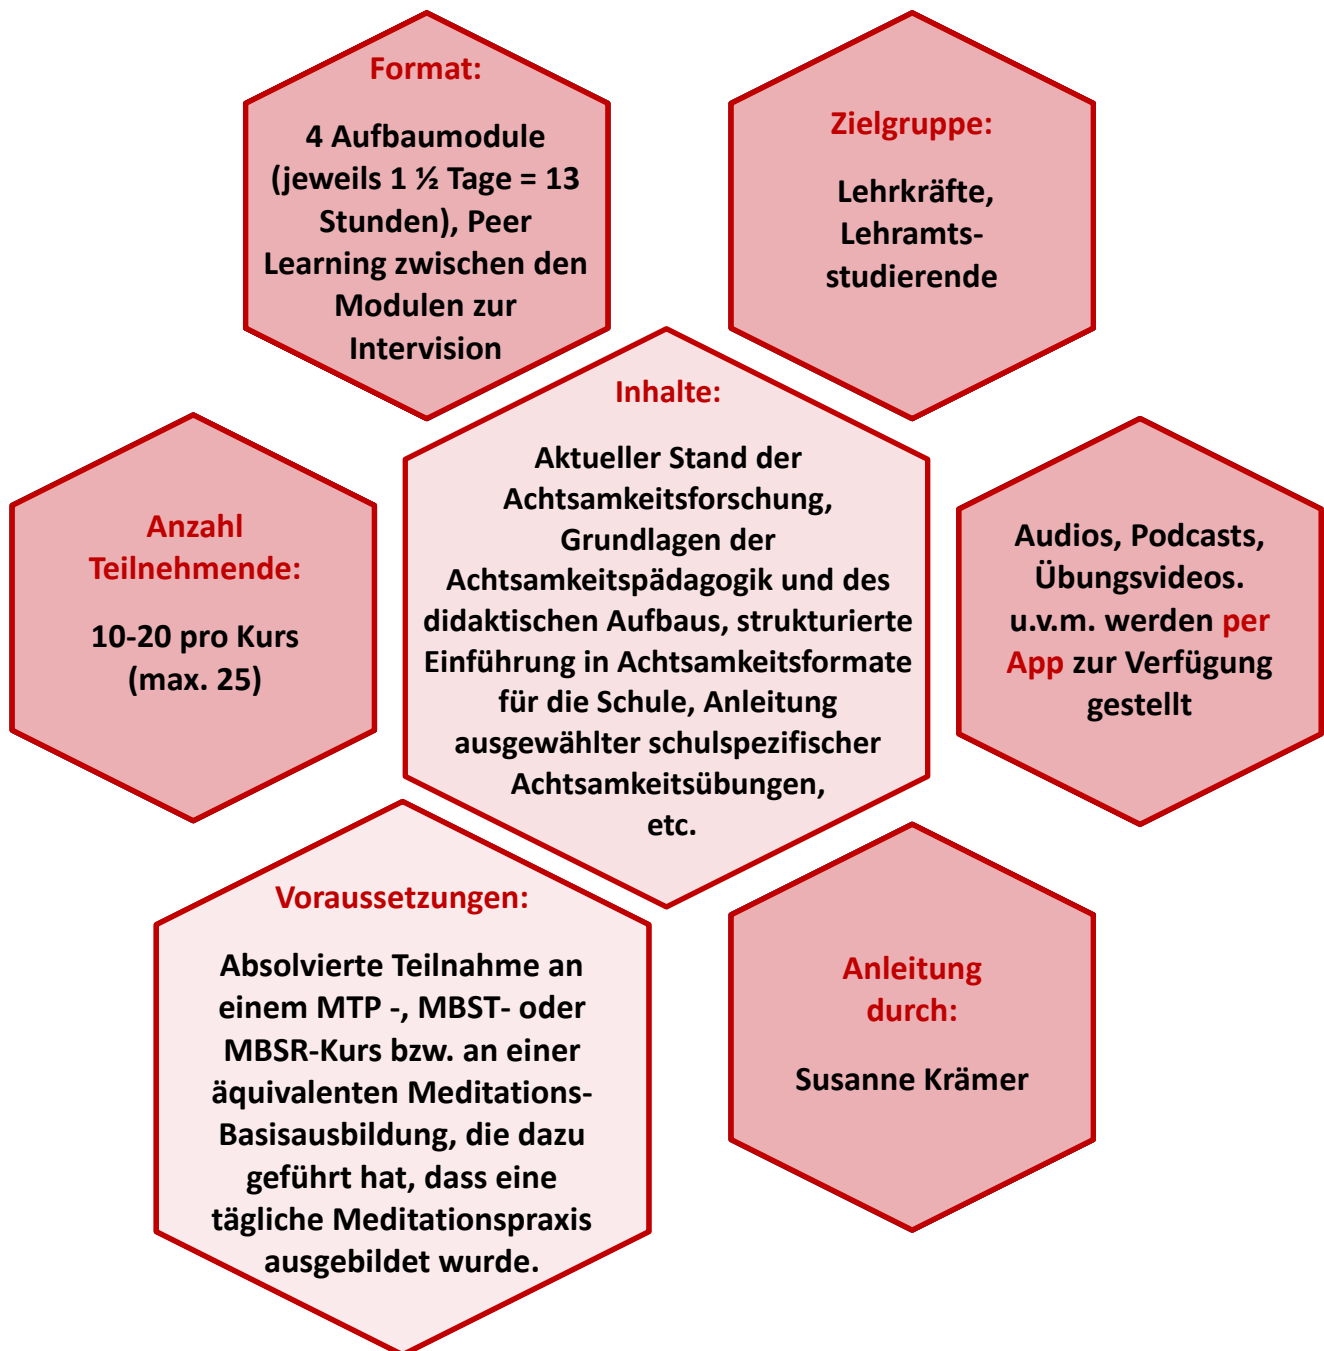 Format:
4 Aufbaumodule
(jeweils 1 ½ Tage = 13
Stunden), Peer
Learning zwischen den
Modulen zur
Intervision
Zielgruppe:
Lehrkräfte,
Lehramts-
studierende
Inhalte:
Aktueller Stand der
Achtsamkeitsforschung,
Grundlagen der
Achtsamkeitspädagogik und des
didaktischen Aufbaus, strukturierte
Einführung in Achtsamkeitsformate
für die Schule, Anleitung
ausgewählter schulspezifischer
Achtsamkeitsübungen,
etc.
Anzahl
Teilnehmende:
10-20 pro Kurs
(max. 25)
Audios, Podcasts,
Übungsvideos.
u.v.m. werden per
App zur Verfügung
gestellt
Voraussetzungen:
Absolvierte Teilnahme an
einem MTP -, MBST- oder
MBSR-Kurs bzw. an einer
äquivalenten Meditations-
Basisausbildung, die dazu
geführt hat, dass eine
tägliche Meditationspraxis
ausgebildet wurde.
Anleitung
durch:
Susanne Krämer